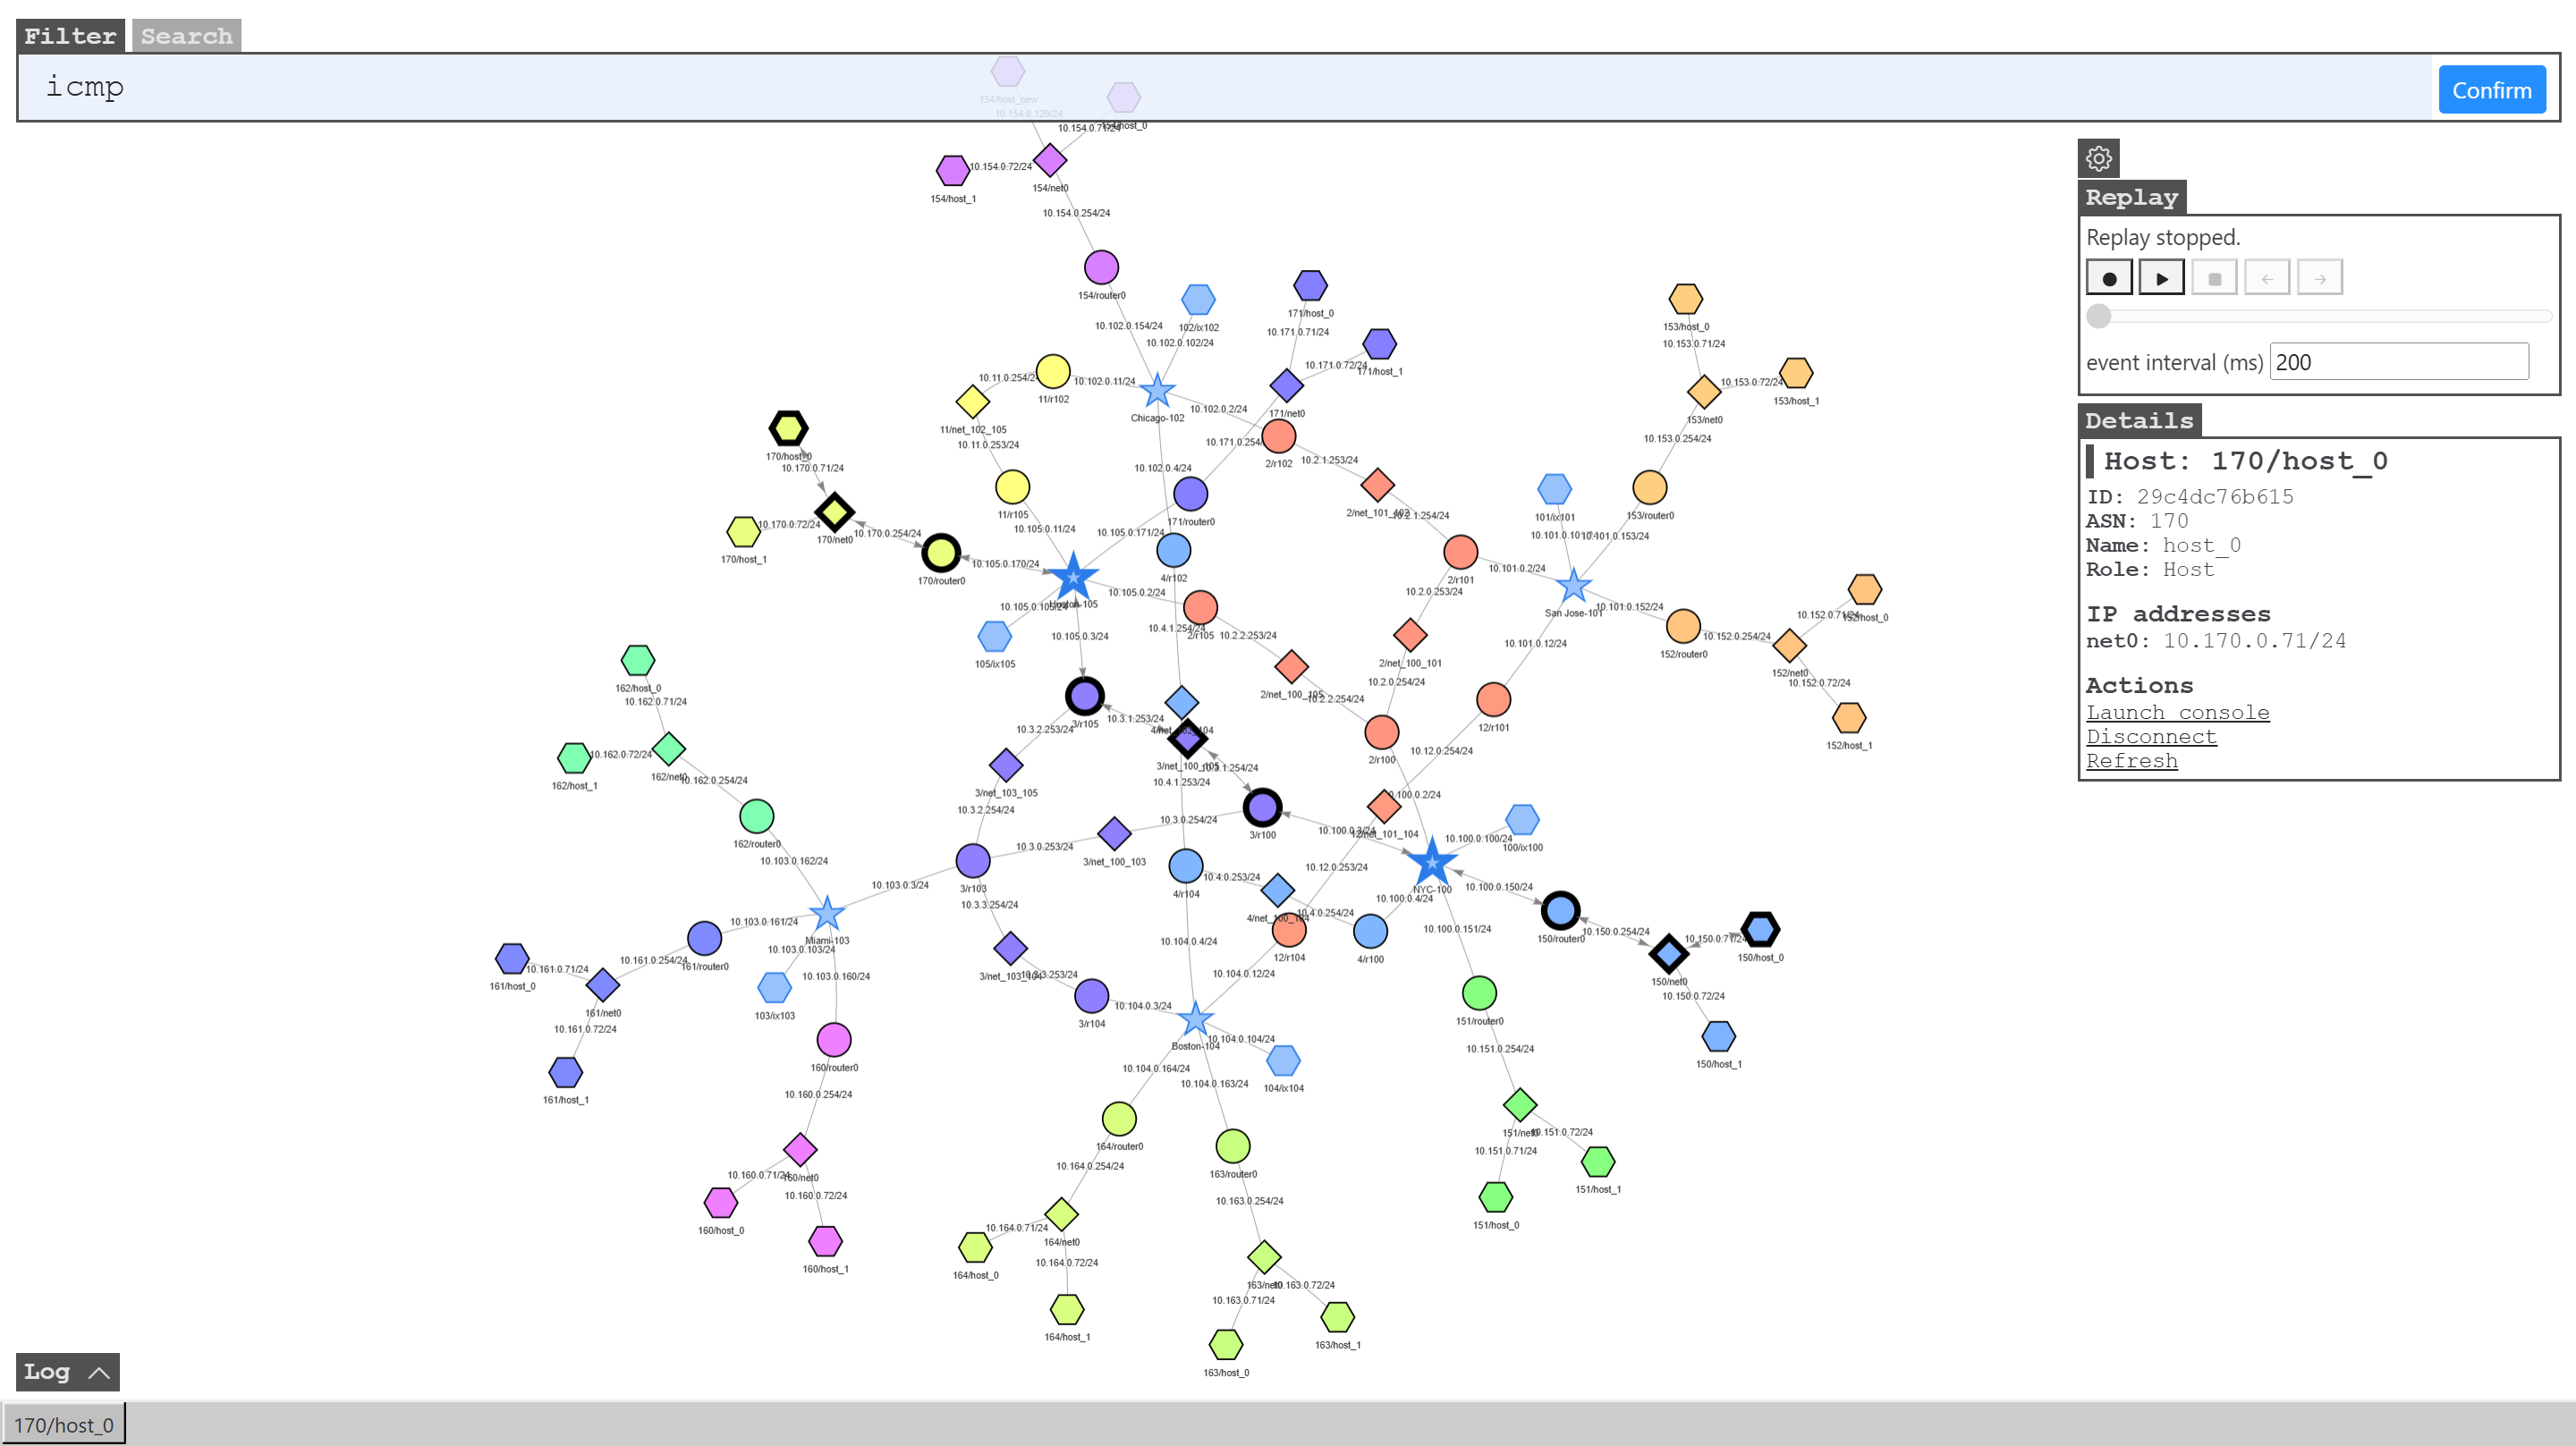 Filter Search
icmp
Confirm
154/host_new
10.154.0.129/24
154/host_0
10.154.0.71/24
10.154.0.72/24
154/net0
154/host_1
10.154.0.254/24
154/router0
10.102.0.154/24
102/ix102
10.102.0.102/24
171/host_0
10.171.0.71/24
10.171.0.72/24
171/host_1
153/host_0
10.153.0.71/24
10.153.0.72/24
153/host_1
11/r102
10.11.0.254/24
10.102.0.11/24
Chicago-102
10.102.0.2/24
171/net0
153/net0
11/net_102_105
10.11.0.253/24
10.171.0.254/
2/r102
10.2.1.253/24
10.153.0.254/24
170/host_0
10.170.0.71/24
10.102.0.4/24
2/net_101_102
10.2.1.254/24
101/ix101
153/router0
11/r105
171/router0
10.170.0.72/24
170/net0
170/host_1
10.170.0.254/24
10.105.0.11/24
10.105.0.171/24
10.101.0.153/24
170/router0
10.105.0.170/24
4/r102
2/r101
10.101.0.2/24
10.2.0.253/24
San Jose-101
10.105.0.2/24
10.105.0.105/24
10.101.0.152/24
10.152.0.71/24
152/host_0
10.105.0.3/24
10.4.1.254/24
2/r105
10.2.2.253/24
10.101.0.12/24
152/router0
10.152.0.254/24
105/ix105
2/net_100_101
152/net0
10.2.0.254/24
10.152.0.72/24
162/host_0
10.162.0.71/24
2/net_100_105
10.2.2.254/24
3/r105
10.3.1.253/24
10.3.2.253/24
12/r101
152/host_1
10.162.0.72/24
162/net0
10.162.0.254/24
162/host_1
3/net_100_105
10.3.1.254/24
10.4.1.253/24
10.12.0.254/24
2/r100
3/net_103_105
10.3.2.254/24
10.100.0.2/24
10.3.0.254/24
3/r100
10.100.0.3/24
12/net_101_104
10.100.0.100/24
100/ix100
162/router0
10.103.0.162/24
10.3.0.253/24
3/net_100_103
10.12.0.253/24
NYC-100
10.100.0.150/24
10.103.0.3/24
3/r103
10.3.3.254/24
4/r104
10.4.0.253/24
10.100.0.4/24
4/net_100_104
10.4.0.254/24
10.103.0.161/24
Miami-103
10.103.0.103/24
10.100.0.151/24
150/router0
10.150.0.254/24
10.150.0.71/24
150/host_0
10.104.0.4/24
12/r104
4/r100
161/router0
10.161.0.254/24
10.161.0.71/24
161/host_0
10.103.0.160/24
3/net_103_104
10.3.3.253/24
10.104.0.12/24
150/net0
10.150.0.72/24
161/net0
103/ix103
10.161.0.72/24
3/r104
10.104.0.3/24
151/router0
Boston-104
10.104.0.104/24
10.151.0.254/24
150/host_1
160/router0
10.104.0.164/24
10.104.0.163/24
104/ix104
161/host_1
10.160.0.254/24
164/router0
151/net0
10.151.0.72/24
10.151.0.71/24
10.164.0.254/24
163/router0
10.160.0.71/24
160/net0
10.160.0.72/24
151/host_1
10.163.0.254/24
160/host_0
151/host_0
10.164.0.71/24
164/net0
160/host_1
164/host_0
10.164.0.72/24
163/net0
10.163.0.72/24
10.163.0.71/24
164/host_1
163/host_1
163/host_0
Replay
Replay stopped.
event interval (ms) 200
Details
Host: 170/host_0
ID: 29c4dc76b615
ASN: 170
Name: host_0
Role: Host
IP addresses
net0: 10.170.0.71/24
Actions
Launch console
Disconnect
Refresh
Log
170/host_0